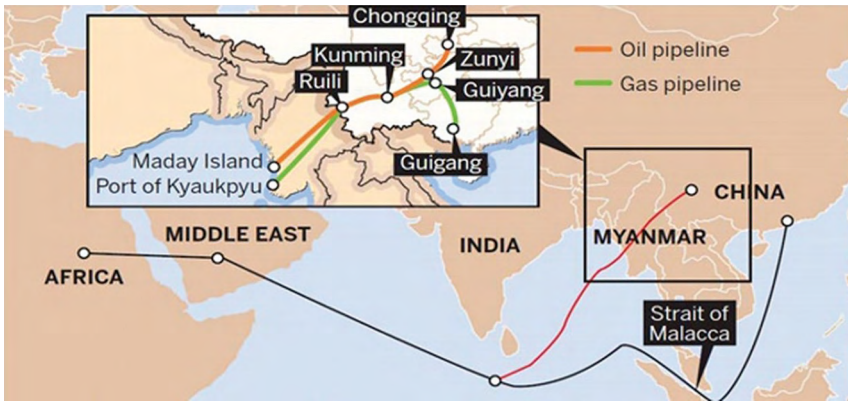 Chongqing
Kunming
Zunyi
Ruili
Guiyang
Maday Island
Port of Kyaukpyu
Guigang
Oil pipeline
Gas pipeline
CHINA
MIDDLE EAST
INDIA
MYANMAR
AFRICA
Strait of
Malacca